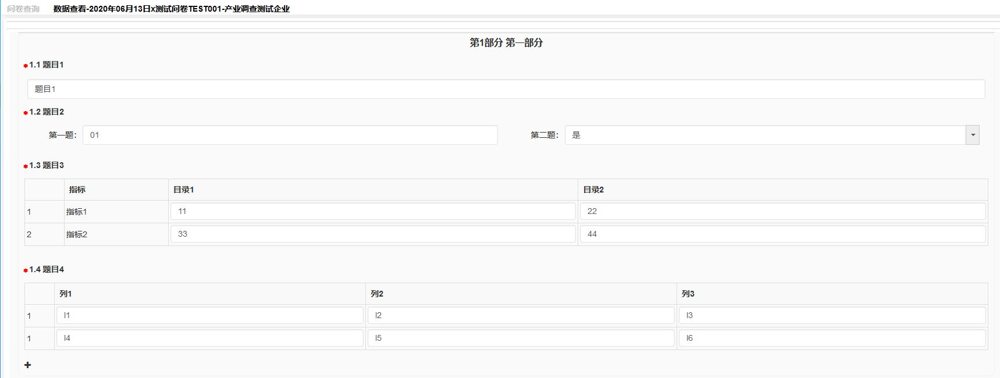 问卷查询 数据查看-2020年06月13日x测试问卷TEST001-产业调查测试企业
第1部分 第一部分
1.1 题目1
题目1
1.2 题目2
第一题: 01 第二题: 是
1.3 题目3
指标 目录1 目录2
1 指标1 11 22
2 指标2 33 44
1.4 题目4
列1 列2 列3
1 l1 l2 l3
1 l4 l5 l6